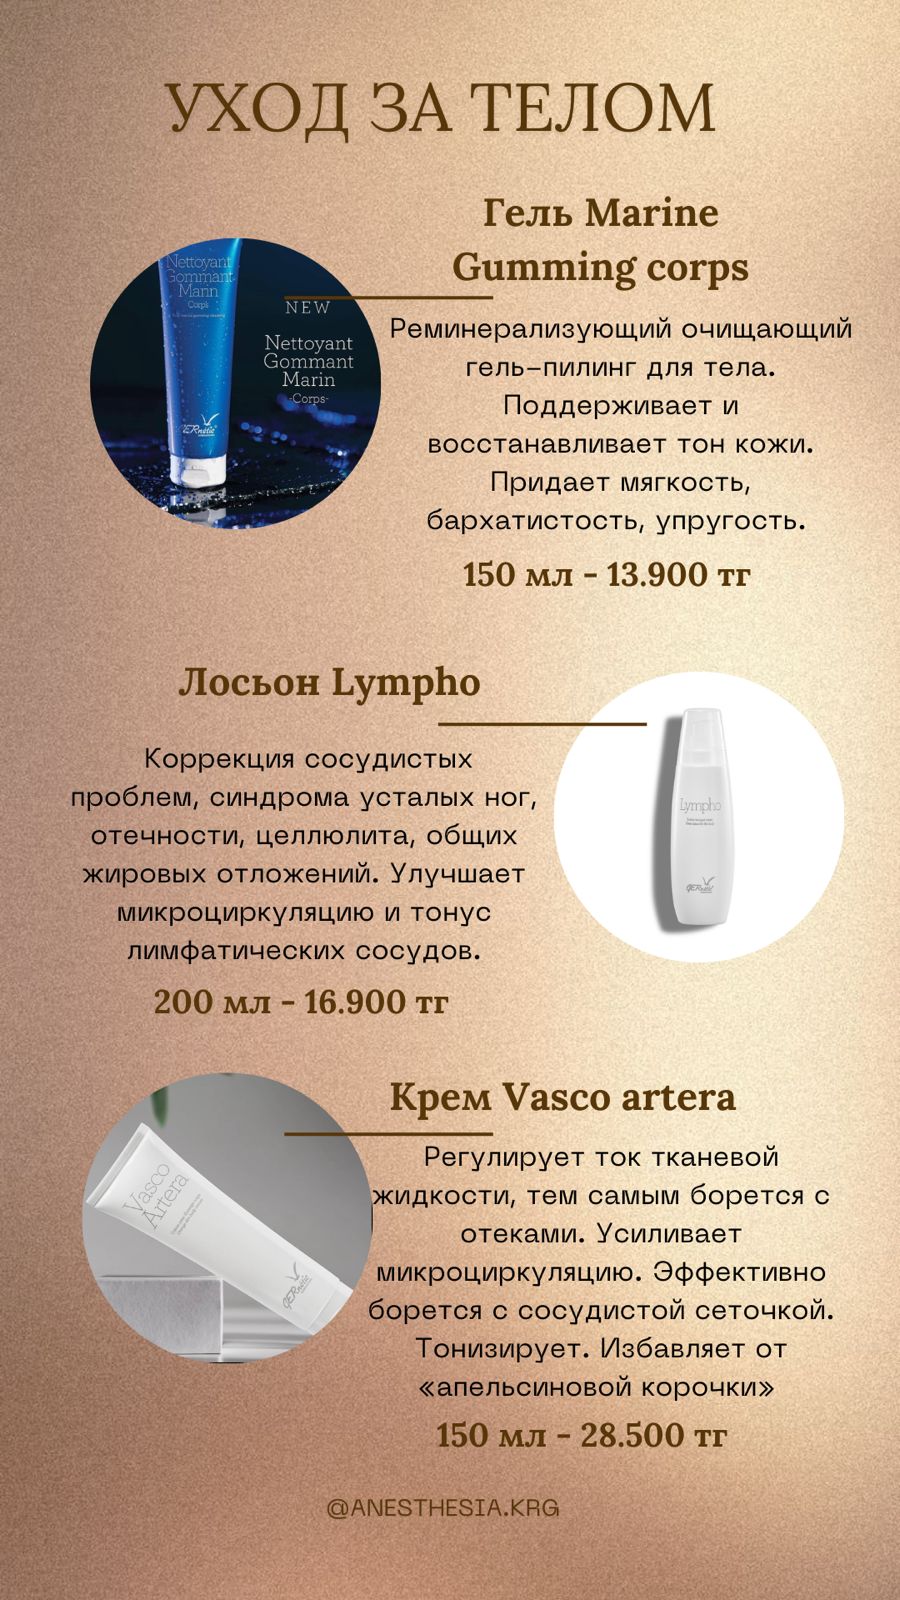 УХОД ЗА ТЕЛОМ
Гель Marine
Gumming corps
Nettoyant
Gommant
Marin
Corps
NEW
Nettoyant
Gommant
Marin
-Corps-
GERnétic
Реминерализующий очищающий
гель-пилинг для тела.
Поддерживает и
восстанавливает тон кожи.
Придает мягкость,
бархатистость, упругость.
150 мл - 13.900 тг
Лосьон Lympho
Коррекция сосудистых
проблем, синдрома усталых ног,
отечности, целлюлита, общих
жировых отложений. Улучшает
микроциркуляцию и тонус
лимфатических сосудов.
200 мл - 16.900 тг
Lympho
GERnétic
Крем Vasco artera
Vasco
Artera
GERnétic
Регулирует ток тканевой
жидкости, тем самым борется с
отеками. Усиливает
микроциркуляцию. Эффективно
борется с сосудистой сеточкой.
Тонизирует. Избавляет от
«апельсиновой корочки»
150 мл - 28.500 тг
@ANESTHESIA.KRG